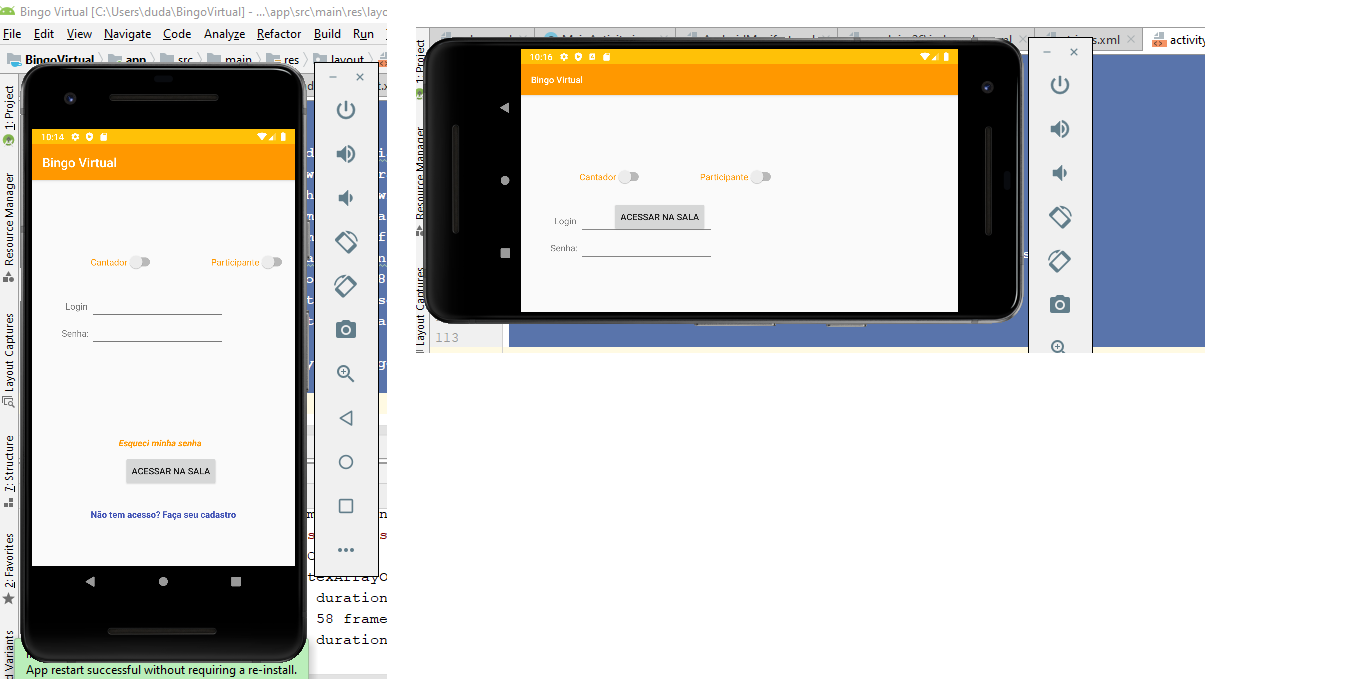 Bingo Virtual [C:\Users\duda\BingoVirtual] - ...\app\src\main\res\layo
File Edit View Navigate Code Analyze Refactor Build Run
BingoVirtual app src main res layout
1: Project
Resource Manager
Layout Captures
7: Structure
2: Favorites
Variants
10:14
Bingo Virtual
Cantador
Participante
Login
Senha:
Esqueci minha senha
ACESSAR NA SALA
Não tem acesso? Faça seu cadastro
duration
58 frame
duration
App restart successful without requiring a re-install.
.xml
activity
1: Project
Resource Manager
Layout Captures
10:16
Bingo Virtual
Cantador
Participante
Login
ACESSAR NA SALA
Senha:
113